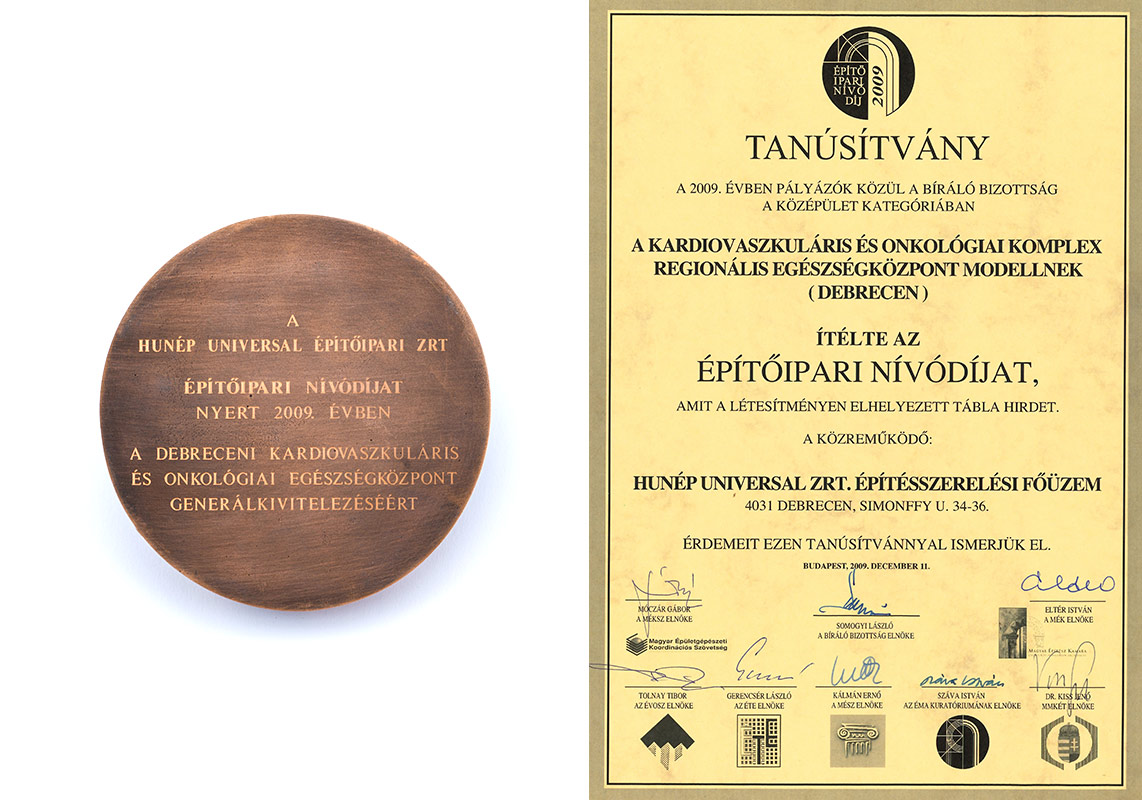 A
HUNÉP UNIVERSAL ÉPÍTŐIPARI ZRT
ÉPÍTŐIPARI NÍVÓDÍJAT
NYERT 2009. ÉVBEN
A DEBRECENI KARDIOVASZKULÁRIS
ÉS ONKOLÓGIAI EGÉSZSÉGKÖZPONT
GENERÁLKIVITELEZÉSÉÉRT
ÉPÍTŐ
IPARI
NÍVÓ
DÍJ
2009
TANÚSÍTVÁNY
A 2009. ÉVBEN PÁLYÁZÓK KÖZÜL A BÍRÁLÓ BIZOTTSÁG
A KÖZÉPÜLET KATEGÓRIÁBAN
A KARDIOVASZKULÁRIS ÉS ONKOLÓGIAI KOMPLEX
REGIONÁLIS EGÉSZSÉGKÖZPONT MODELLNEK
( DEBRECEN )
ÍTÉLTE AZ
ÉPÍTŐIPARI NÍVÓDÍJAT,
AMIT A LÉTESÍTMÉNYEN ELHELYEZETT TÁBLA HIRDET.
A KÖZREMŰKÖDŐ:
HUNÉP UNIVERSAL ZRT. ÉPÍTÉSSZERELÉSI FŐÜZEM
4031 DEBRECEN, SIMONFFY U. 34-36.
ÉRDEMEIT EZEN TANÚSÍTVÁNNYAL ISMERJÜK EL.
BUDAPEST, 2009. DECEMBER 11.
MÓCZÁR GÁBOR
A MÉKSZ ELNÖKE
SOMOGYI LÁSZLÓ
A BÍRÁLÓ BIZOTTSÁG ELNÖKE
ELTÉR ISTVÁN
A MÉK ELNÖKE
Magyar Épületgépészeti
Koordinációs Szövetség
MAGYAR ÉPÍTÉSZ KAMARA
TOLNAY TIBOR
AZ ÉVOSZ ELNÖKE
GERENCSÉR LÁSZLÓ
AZ ÉTE ELNÖKE
KÁLMÁN ERNŐ
A MÉSZ ELNÖKE
SZÁVA ISTVÁN
AZ ÉMA KURATÓRIUMÁNAK ELNÖKE
DR. KISS JENŐ
MMKÉT ELNÖKE